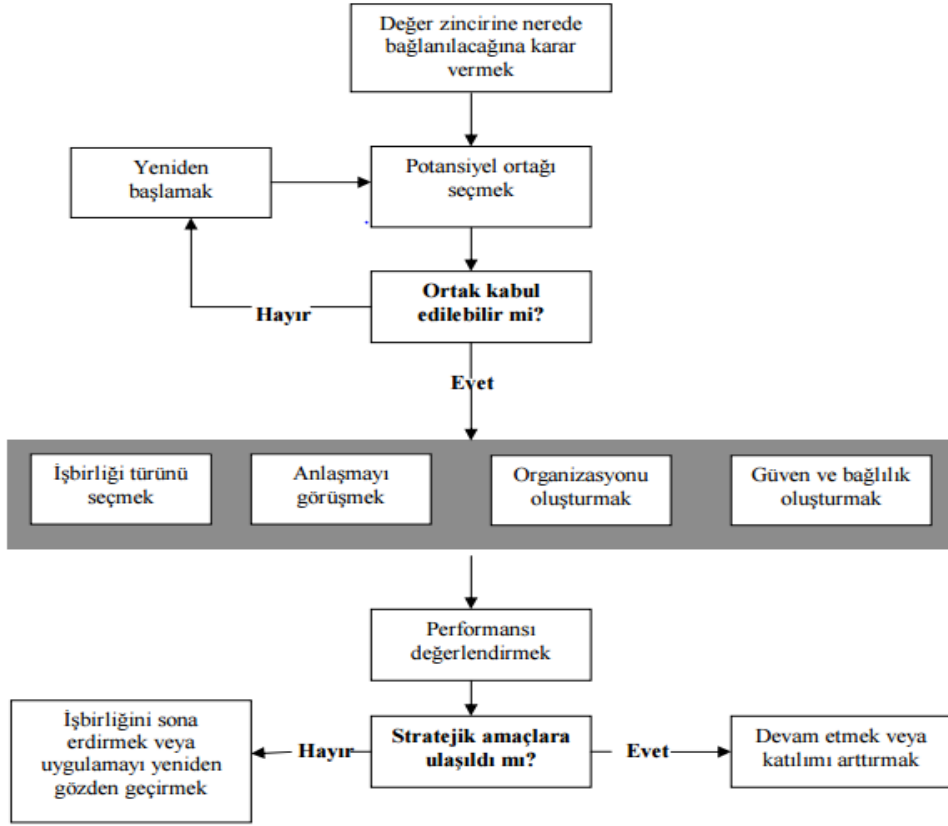 Değer zincirine nerede
bağlanılacağına karar
vermek
Yeniden
başlamak
Potansiyel ortağı
seçmek
Ortak kabul
edilebilir mi?
Hayır
Evet
İşbirliği türünü
seçmek
Anlaşmayı
görüşmek
Organizasyonu
oluşturmak
Güven ve bağlılık
oluşturmak
Performansı
değerlendirmek
İşbirliğini sona
erdirmek veya
uygulamayı yeniden
gözden geçirmek
Hayır
Stratejik amaçlara
ulaşıldı mı?
Evet
Devam etmek veya
katılımı arttırmak